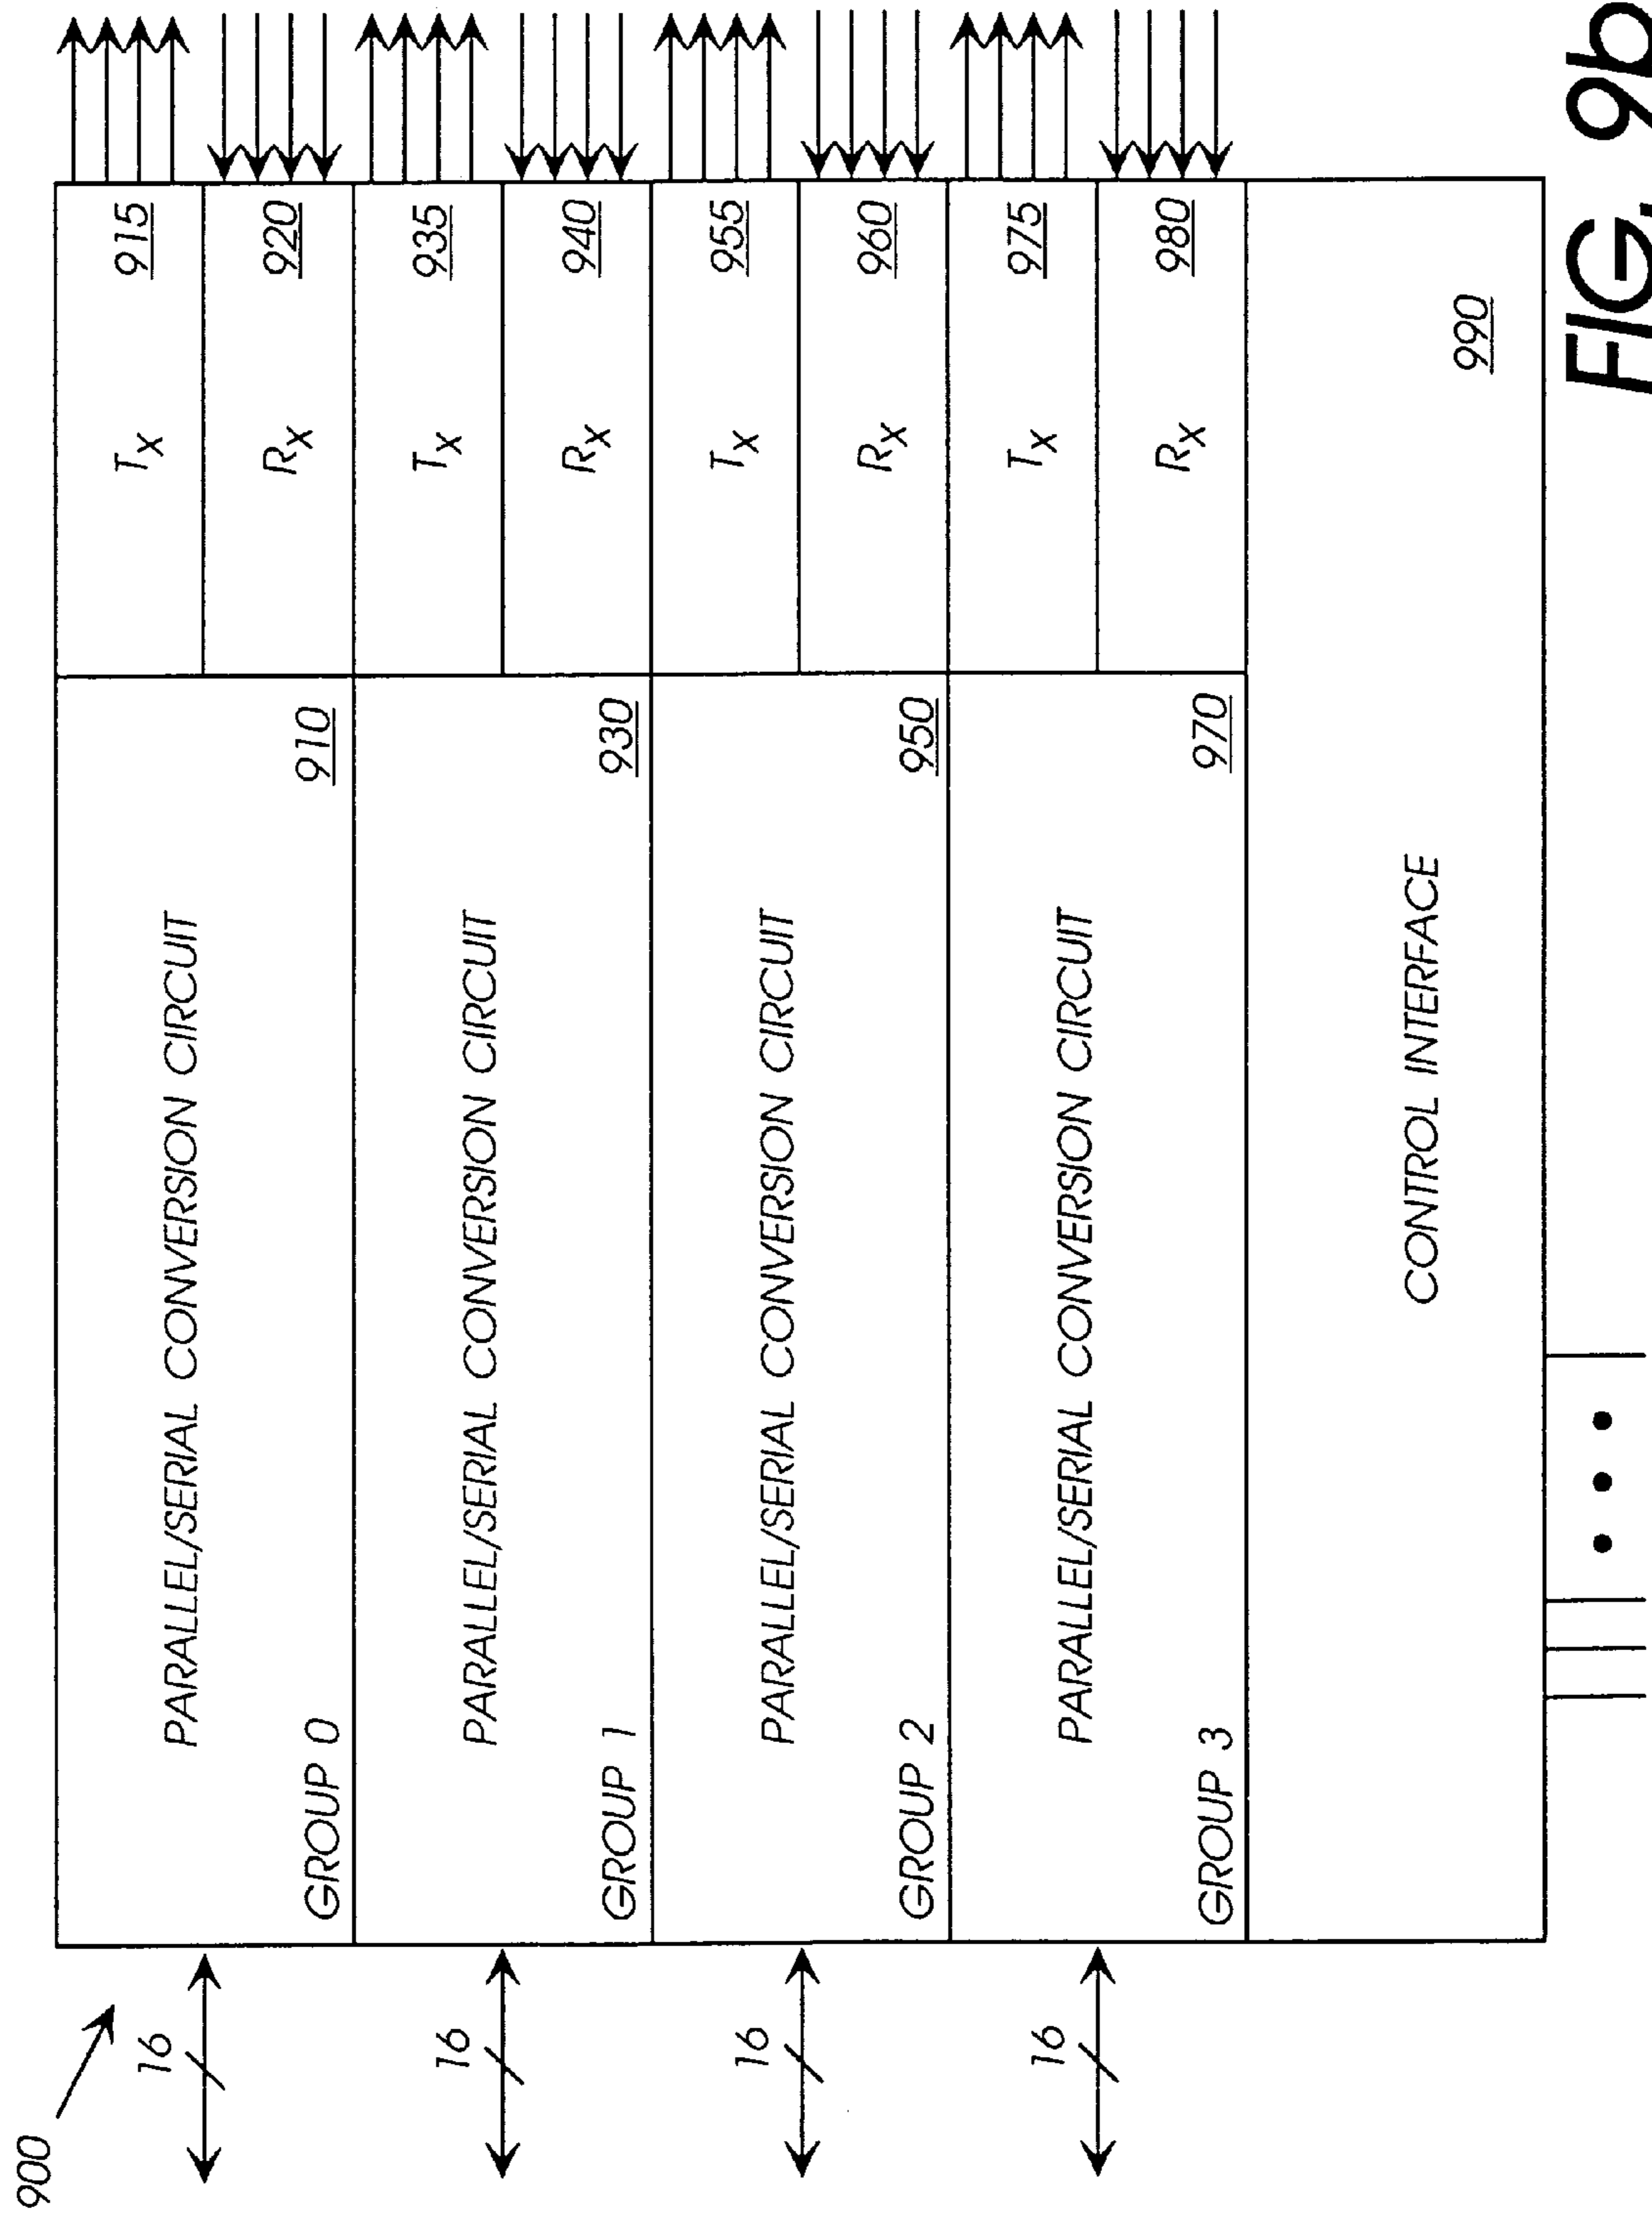 900
16
PARALLEL/SERIAL CONVERSION CIRCUIT
GROUP 0
910
Tx
915
Rx
920
16
PARALLEL/SERIAL CONVERSION CIRCUIT
GROUP 1
930
Tx
935
Rx
940
16
PARALLEL/SERIAL CONVERSION CIRCUIT
GROUP 2
950
Tx
955
Rx
960
16
PARALLEL/SERIAL CONVERSION CIRCUIT
GROUP 3
970
Tx
975
Rx
980
CONTROL INTERFACE
990
FIG. 9b